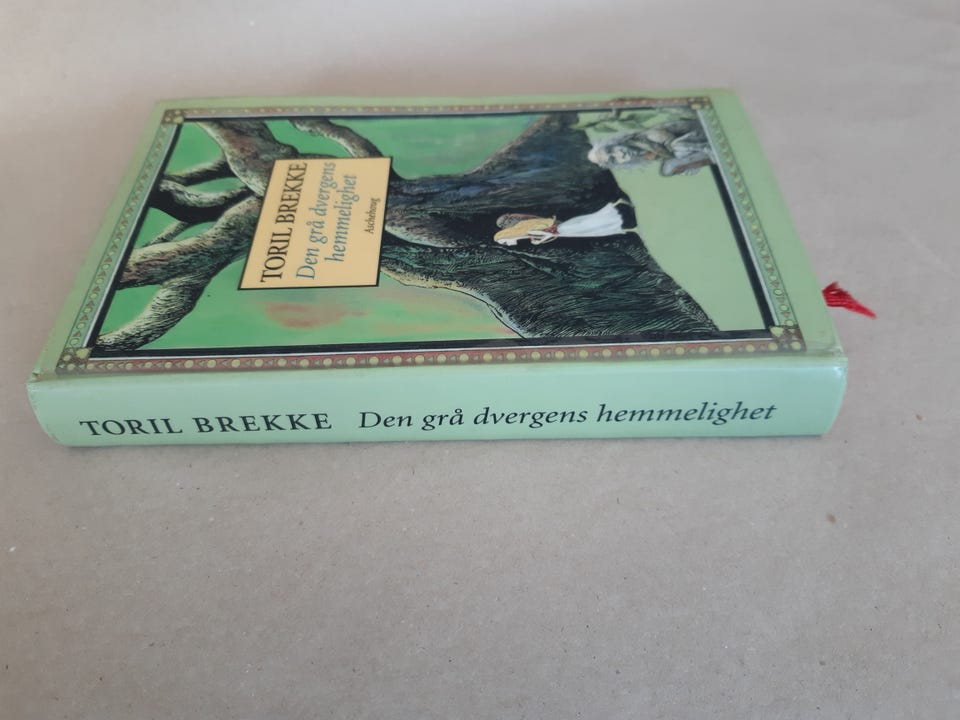 TORIL BREKKE
Den grå dvergens
hemmelighet
Aschehoug
TORIL BREKKE Den grå dvergens hemmelighet